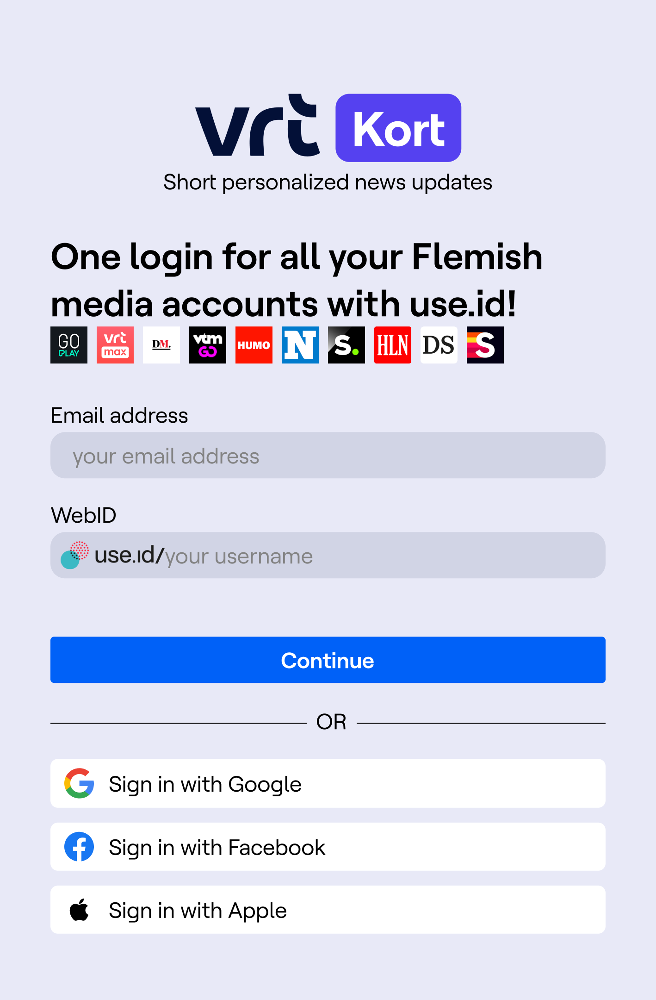 vrt Kort
Short personalized news updates
One login for all your Flemish
media accounts with use.id!
GO PLAY
vrt max
DM.
vtm GO
HUMO
N
S.
HLN
DS
S
Email address
your email address
WebID
use.ıd/your username
Continue
OR
Sign in with Google
Sign in with Facebook
Sign in with Apple